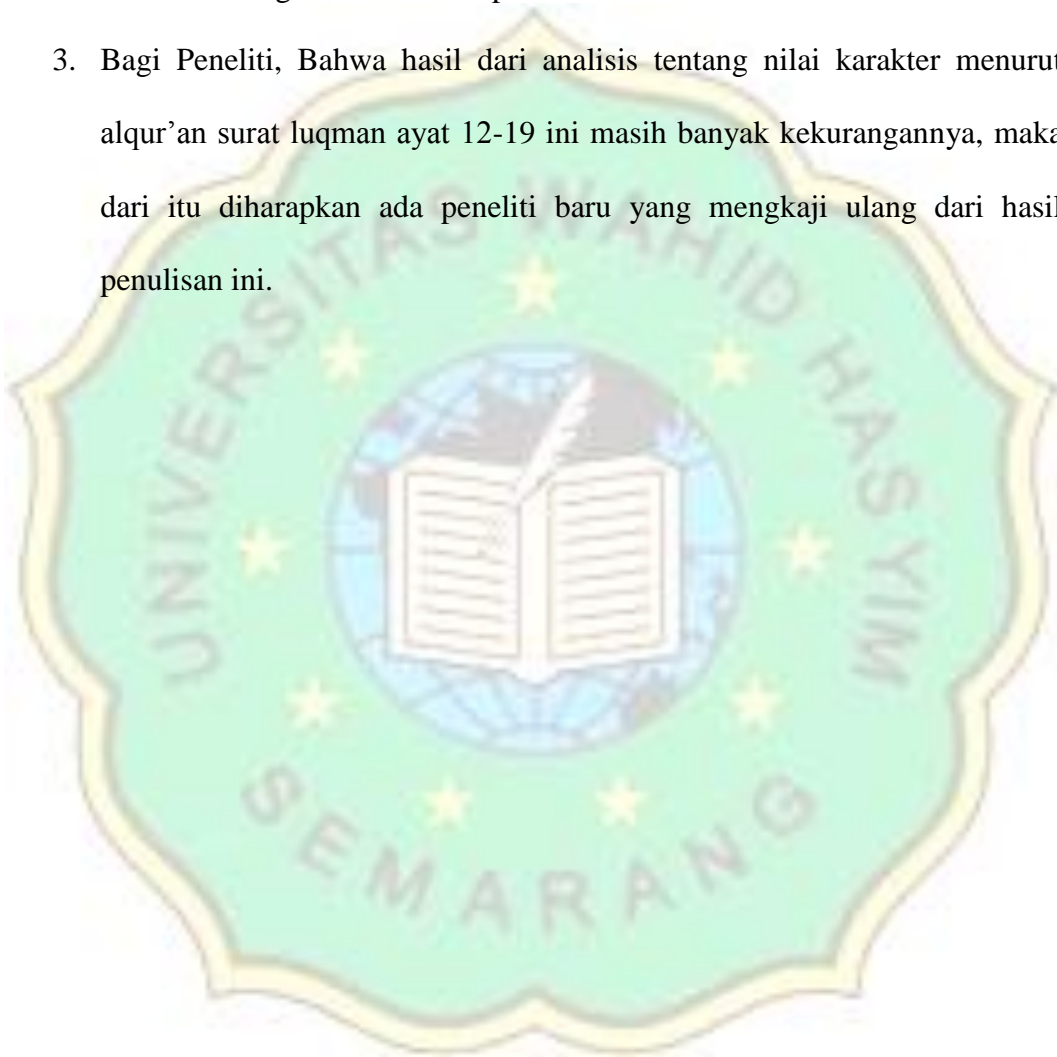 3. Bagi Peneliti, Bahwa hasil dari analisis tentang nilai karakter menurut
alqur’an surat luqman ayat 12-19 ini masih banyak kekurangannya, maka
dari itu diharapkan ada peneliti baru yang mengkaji ulang dari hasil
penulisan ini.
UNIVERSITAS WAHID HASYIM
SEMARANG